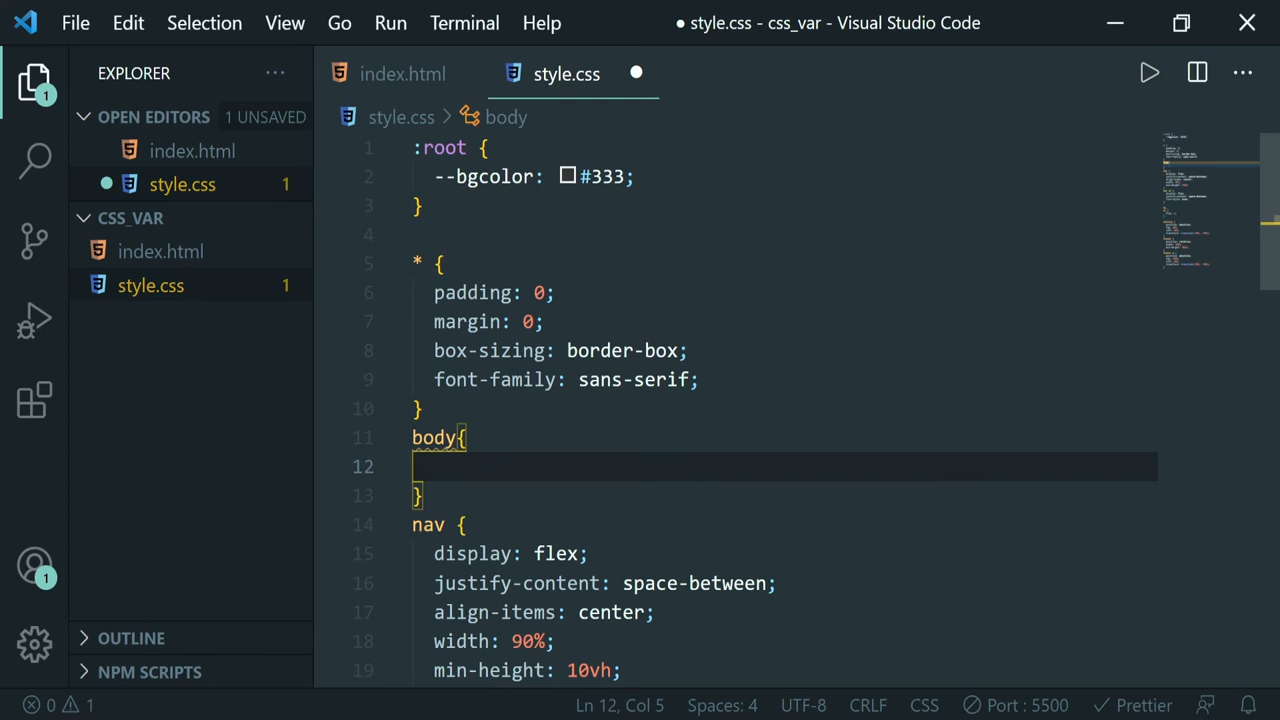 File Edit Selection View Go Run Terminal Help
● style.css - css_var - Visual Studio Code
EXPLORER
OPEN EDITORS 1 UNSAVED
index.html
style.css 1
CSS_VAR
index.html
style.css 1
OUTLINE
NPM SCRIPTS
1
1
index.html style.css
style.css > body
1 :root {
2 --bgcolor: #333;
3 }
4
5 * {
6 padding: 0;
7 margin: 0;
8 box-sizing: border-box;
9 font-family: sans-serif;
10 }
11 body{
12
13 }
14 nav {
15 display: flex;
16 justify-content: space-between;
17 align-items: center;
18 width: 90%;
19 min-height: 10vh;
0 1 Ln 12, Col 5 Spaces: 4 UTF-8 CRLF CSS Port : 5500 Prettier